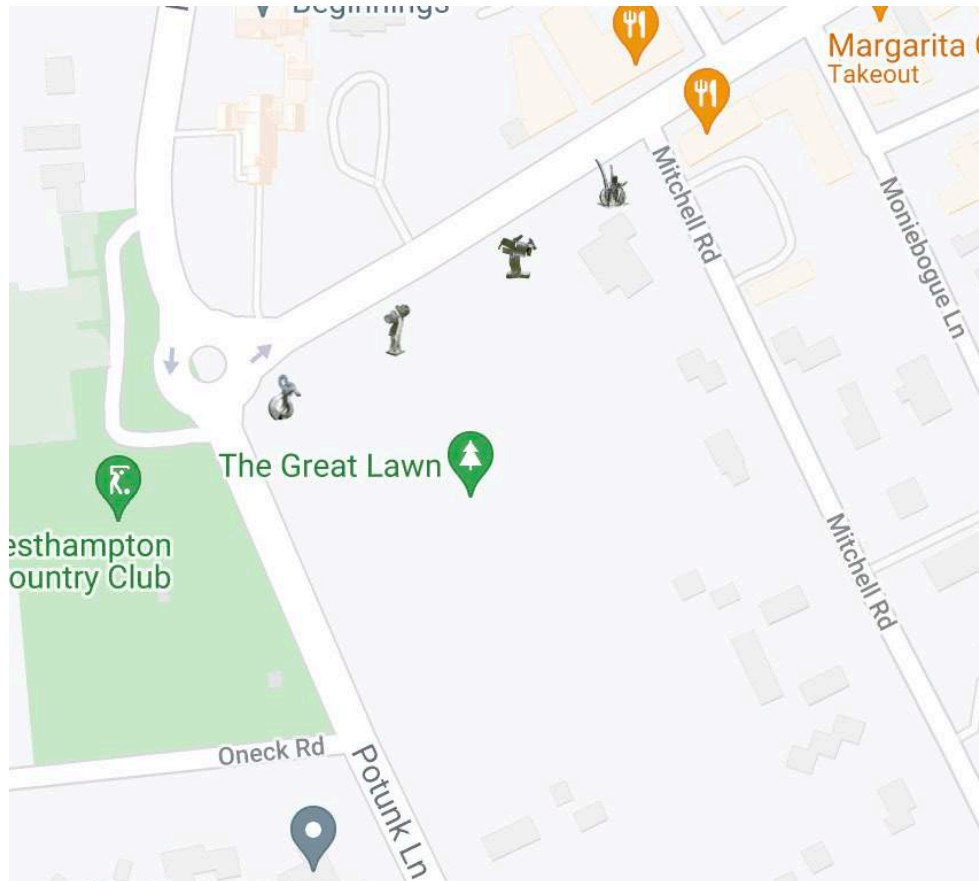 Beginnings
Margarita
Takeout
Mitchell Rd
Moniebogue Ln
The Great Lawn
esthampton
ountry Club
Mitchell Rd
Oneck Rd
Potunk Ln